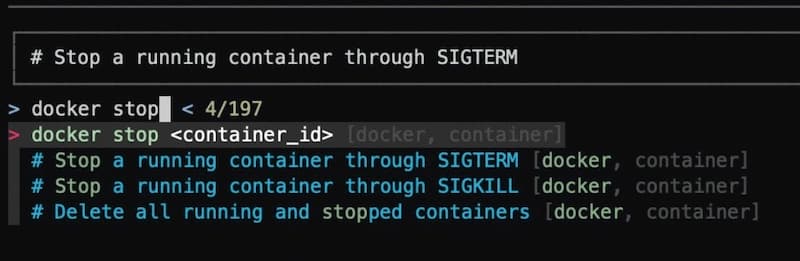 # Stop a running container through SIGTERM
> docker stop < 4/197
> docker stop <container_id> [docker, container]
# Stop a running container through SIGTERM [docker, container]
# Stop a running container through SIGKILL [docker, container]
# Delete all running and stopped containers [docker, container]